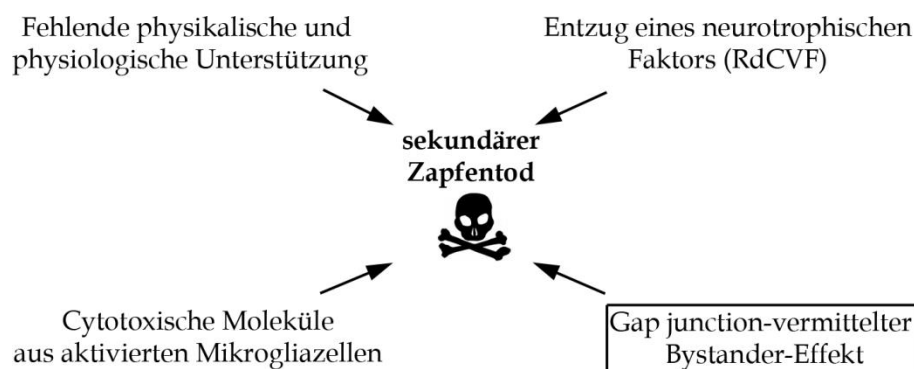 Fehlende physikalische und
physiologische Unterstützung
Entzug eines neurotrophischen
Faktors (RdCVF)
sekundärer
Zapfentod
Cytotoxische Moleküle
aus aktivierten Mikrogliazellen
Gap junction-vermittelter
Bystander-Effekt